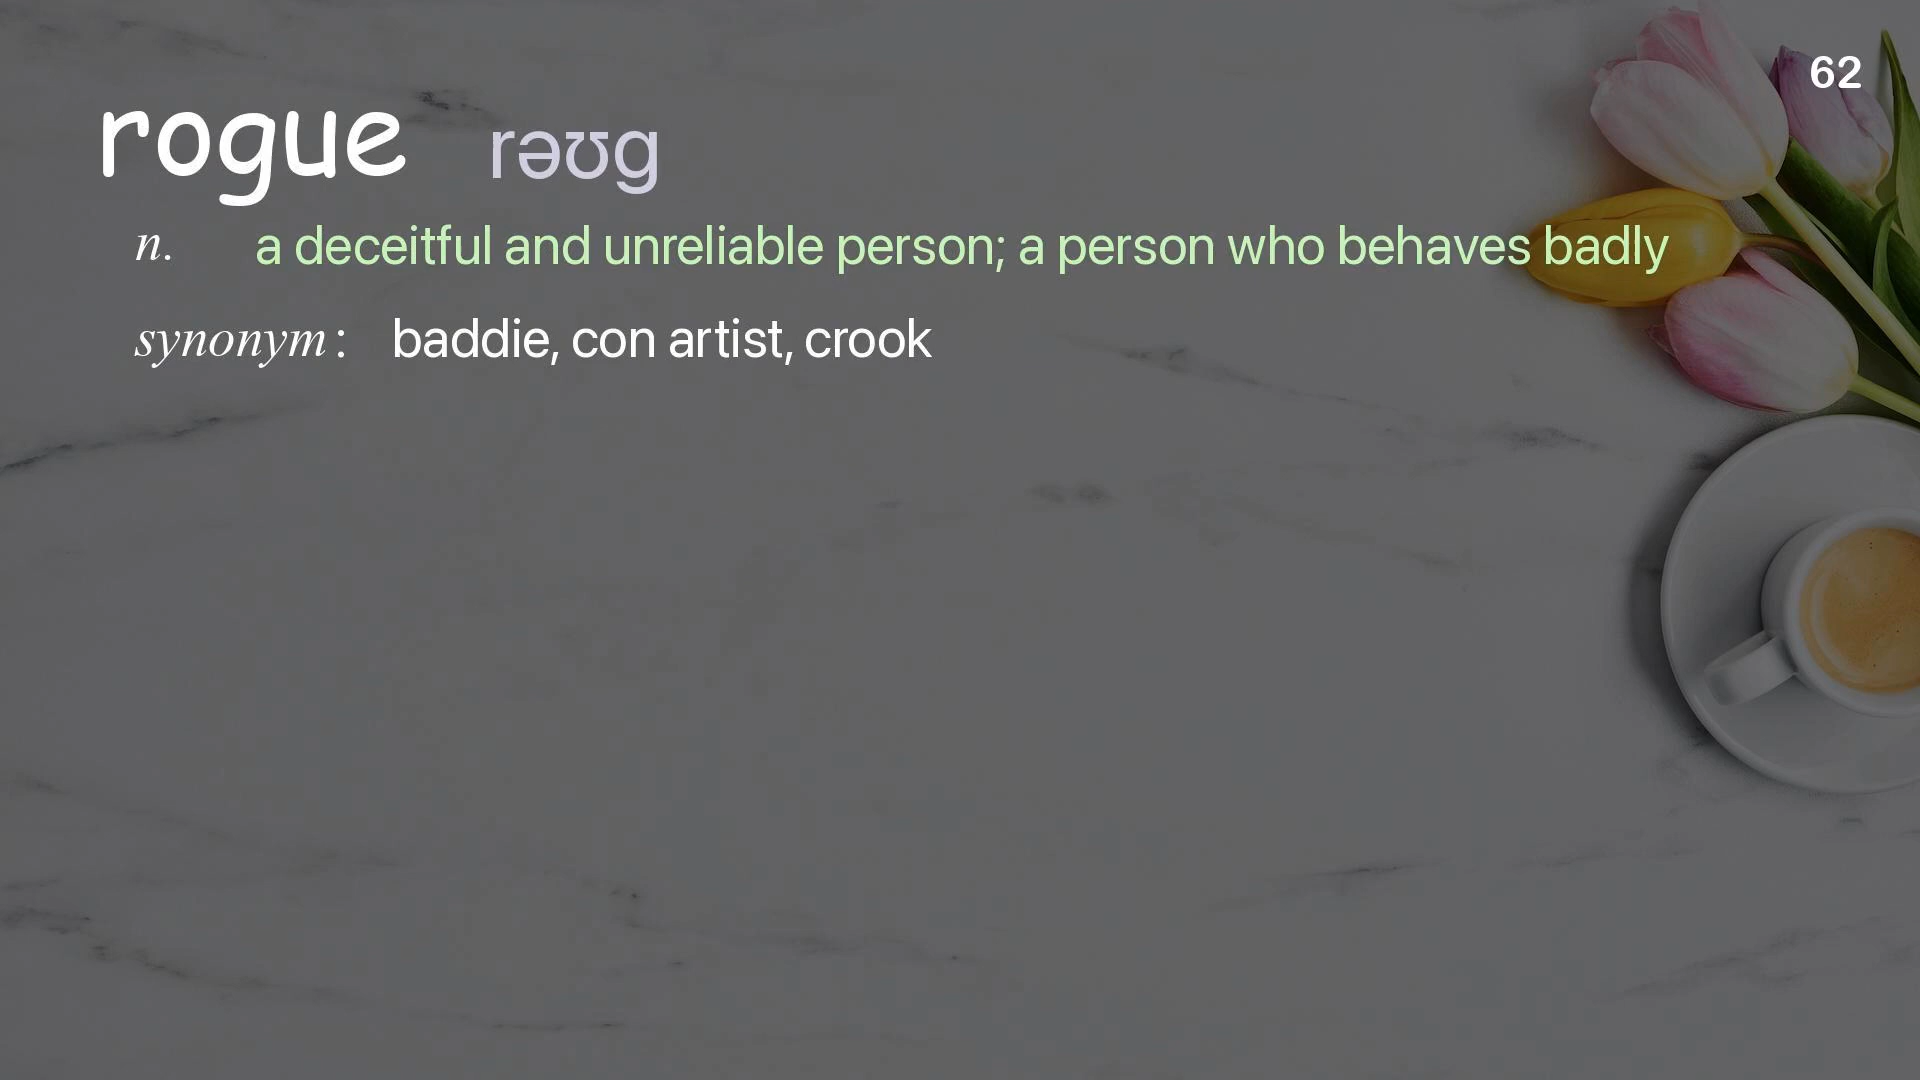 62
rogue rəʊg
n. a deceitful and unreliable person; a person who behaves badly
synonym : baddie, con artist, crook